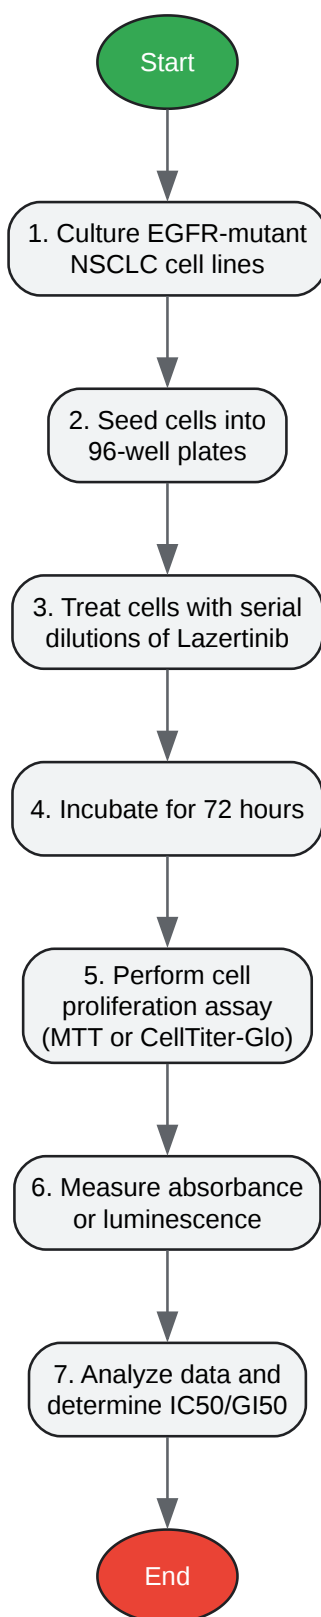 Start
1. Culture EGFR-mutant
NSCLC cell lines
2. Seed cells into
96-well plates
3. Treat cells with serial
dilutions of Lazertinib
4. Incubate for 72 hours
5. Perform cell
proliferation assay
(MTT or CellTiter-Glo)
6. Measure absorbance
or luminescence
7. Analyze data and
determine IC50/GI50
End